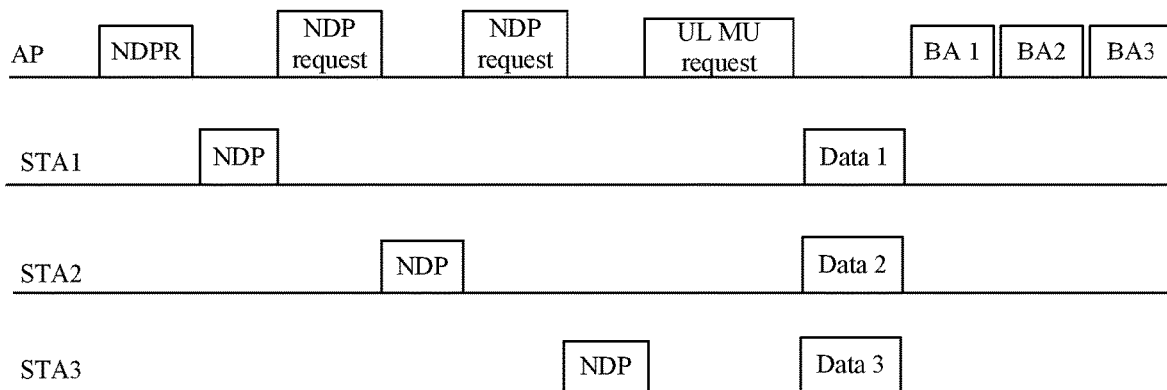 AP
NDPR
NDP
request
NDP
request
UL MU
request
BA 1
BA2
BA3
STA1
NDP
Data 1
STA2
NDP
Data 2
STA3
NDP
Data 3